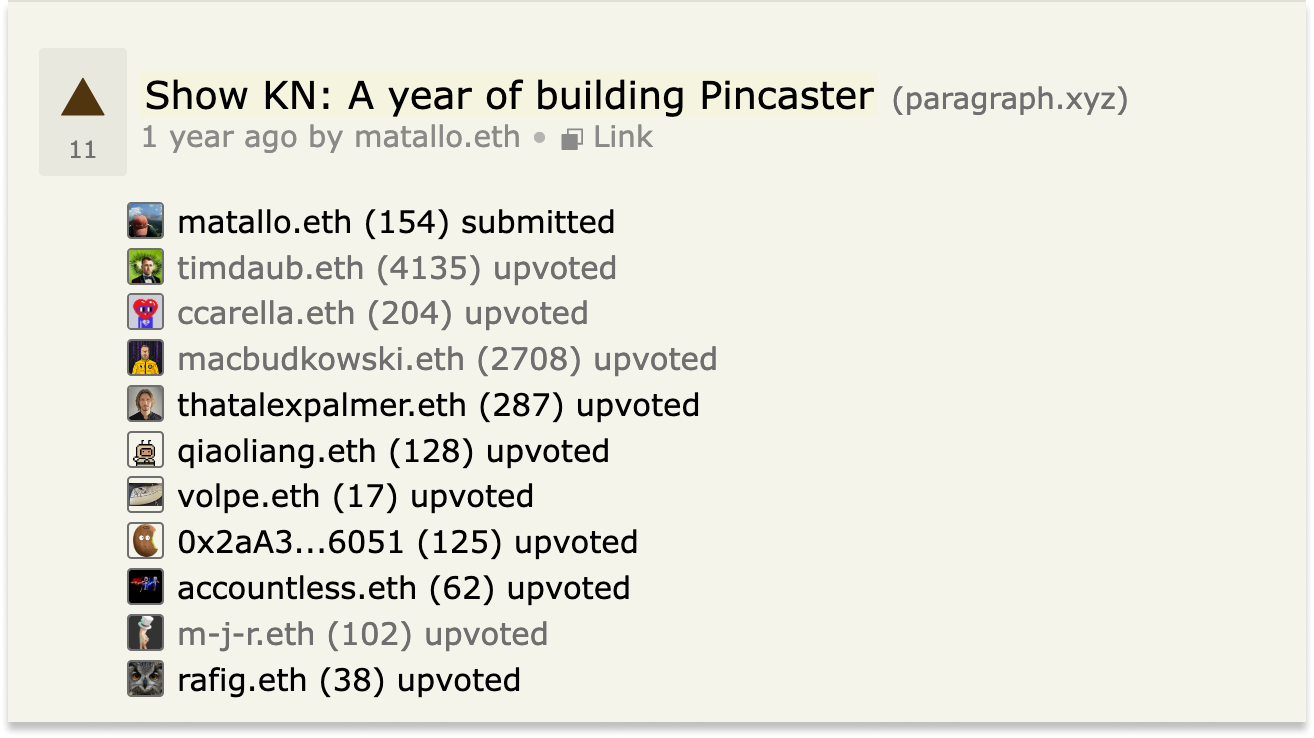 Show KN: A year of building Pincaster (paragraph.xyz)
11
1 year ago by matallo.eth • Link
matallo.eth (154) submitted
timdaub.eth (4135) upvoted
ccarella.eth (204) upvoted
macbudkowski.eth (2708) upvoted
thatalexpalmer.eth (287) upvoted
qiaoliang.eth (128) upvoted
volpe.eth (17) upvoted
0x2aA3...6051 (125) upvoted
accountless.eth (62) upvoted
m-j-r.eth (102) upvoted
rafig.eth (38) upvoted